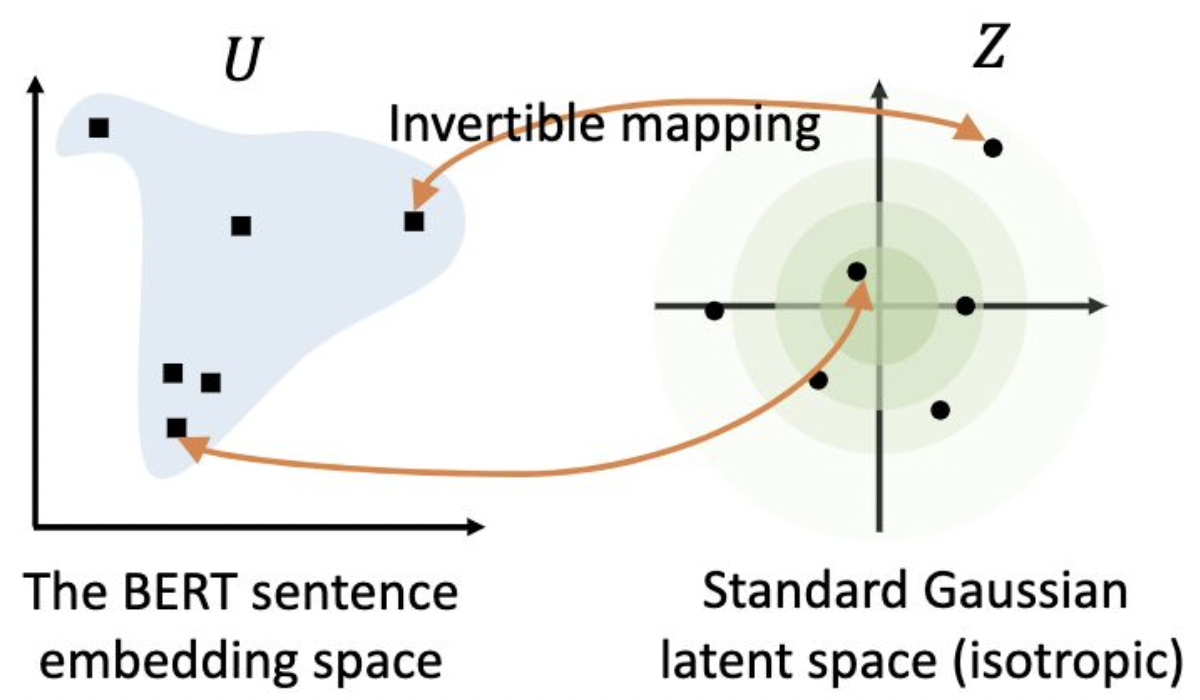 U
Z
Invertible mapping
The BERT sentence
embedding space
Standard Gaussian
latent space (isotropic)